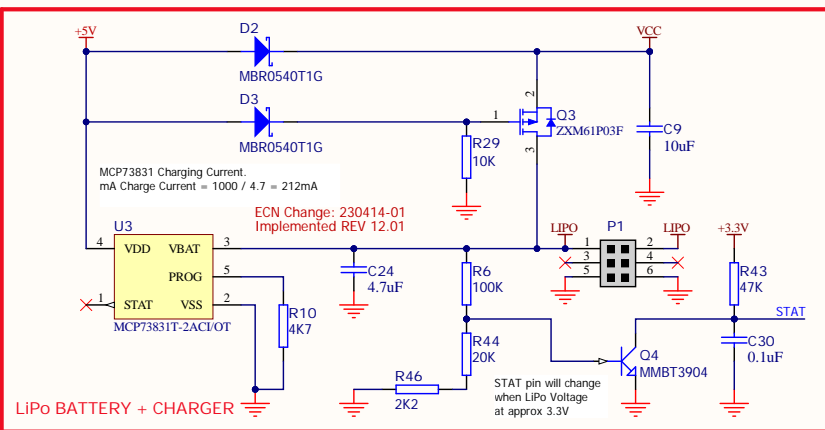 +5V
D2
MBR0540T1G
VCC
D3
MBR0540T1G
2
1
Q3
ZXM61P03F
3
R29
10K
C9
10uF
MCP73831 Charging Current.
mA Charge Current = 1000 / 4.7 = 212mA
ECN Change: 230414-01
Implemented REV 12.01
U3
4 VDD VBAT 3
PROG 5
1 STAT VSS 2
MCP73831T-2ACI/OT
R10
4K7
C24
4.7uF
R6
100K
R44
20K
R46
2K2
LIPO P1 LIPO
1 2
3 4
5 6
+3.3V
R43
47K
STAT
C30
0.1uF
Q4
MMBT3904
STAT pin will change
when LiPo Voltage
at approx 3.3V
LiPo BATTERY + CHARGER